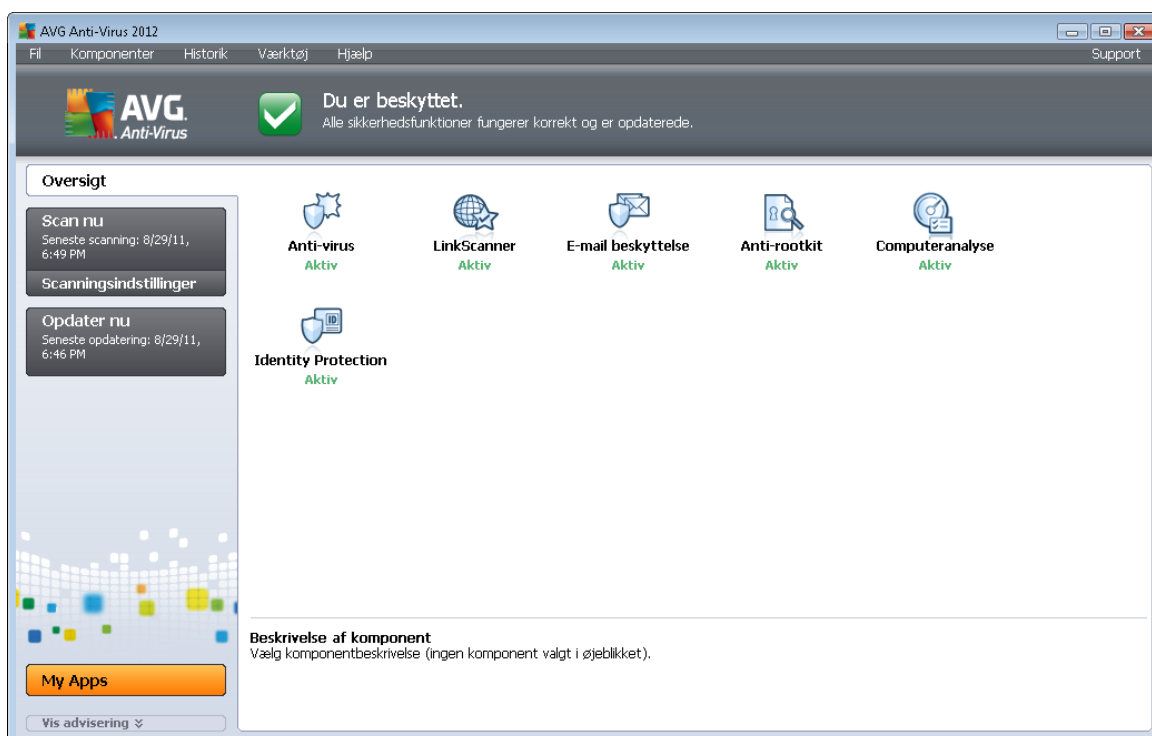 AVG Anti-Virus 2012
Fil Komponenter Historik Værktøj Hjælp Support
AVG.
Anti-Virus
Du er beskyttet.
Alle sikkerhedsfunktioner fungerer korrekt og er opdaterede.
Oversigt
Scan nu
Seneste scanning: 8/29/11,
6:49 PM
Scanningsindstillinger
Opdater nu
Seneste opdatering: 8/29/11,
6:46 PM
My Apps
Vis advisering
Anti-virus
Aktiv
LinkScanner
Aktiv
E-mail beskyttelse
Aktiv
Anti-rootkit
Aktiv
Computeranalyse
Aktiv
ID
Identity Protection
Aktiv
Beskrivelse af komponent
Vælg komponentbeskrivelse (ingen komponent valgt i øjeblikket).